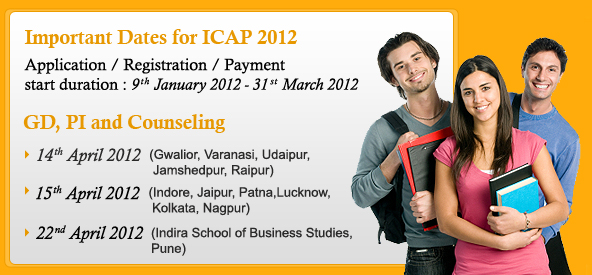 Important Dates for ICAP 2012
Application / Registration / Payment
start duration : 9th January 2012 - 31st March 2012
GD, PI and Counseling
14th April 2012 (Gwalior, Varanasi, Udaipur,
Jamshedpur, Raipur)
15th April 2012 (Indore, Jaipur, Patna,Lucknow,
Kolkata, Nagpur)
22nd April 2012 (Indira School of Business Studies,
Pune)